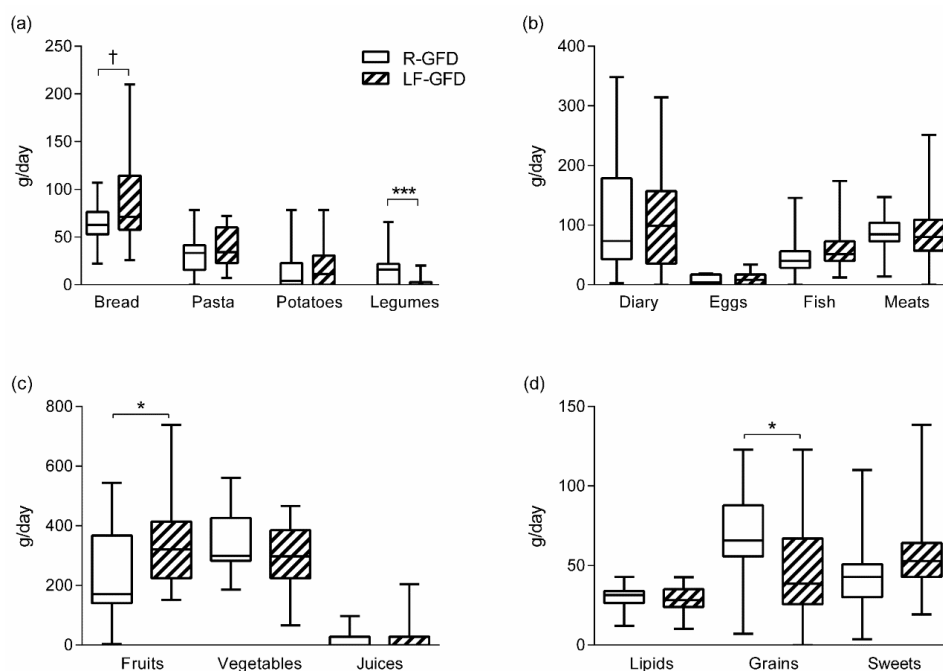 (a)
250
200
150
100
50
0
g/day
†
***
R-GFD
LF-GFD
Bread Pasta Potatoes Legumes
(b)
400
300
200
100
0
g/day
Diary Eggs Fish Meats
(c)
800
600
400
200
0
g/day
*
Fruits Vegetables Juices
(d)
150
100
50
0
g/day
*
Lipids Grains Sweets